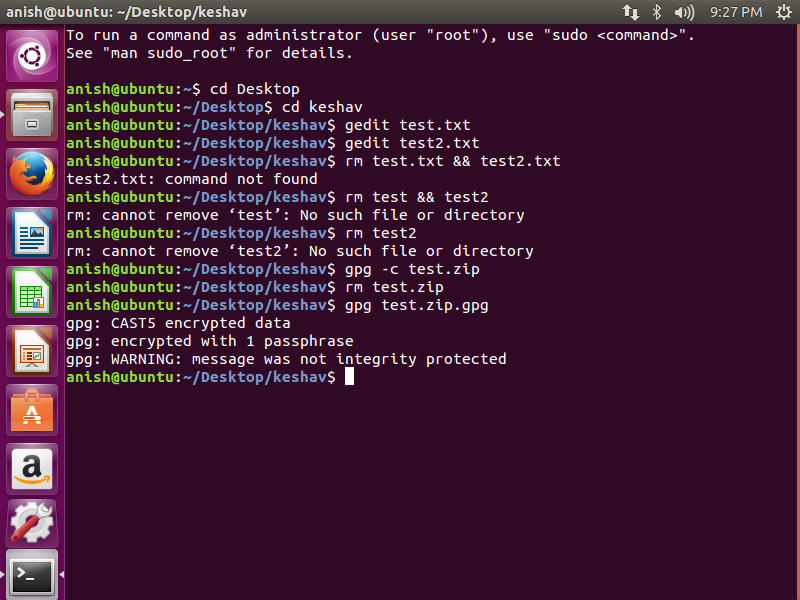 anish@ubuntu: ~/Desktop/keshav
9:27 PM
To run a command as administrator (user "root"), use "sudo <command>".
See "man sudo_root" for details.
anish@ubuntu:~$ cd Desktop
anish@ubuntu:~/Desktop$ cd keshav
anish@ubuntu:~/Desktop/keshav$ gedit test.txt
anish@ubuntu:~/Desktop/keshav$ gedit test2.txt
anish@ubuntu:~/Desktop/keshav$ rm test.txt && test2.txt
test2.txt: command not found
anish@ubuntu:~/Desktop/keshav$ rm test && test2
rm: cannot remove ‘test’: No such file or directory
anish@ubuntu:~/Desktop/keshav$ rm test2
rm: cannot remove ‘test2’: No such file or directory
anish@ubuntu:~/Desktop/keshav$ gpg -c test.zip
anish@ubuntu:~/Desktop/keshav$ rm test.zip
anish@ubuntu:~/Desktop/keshav$ gpg test.zip.gpg
gpg: CAST5 encrypted data
gpg: encrypted with 1 passphrase
gpg: WARNING: message was not integrity protected
anish@ubuntu:~/Desktop/keshav$